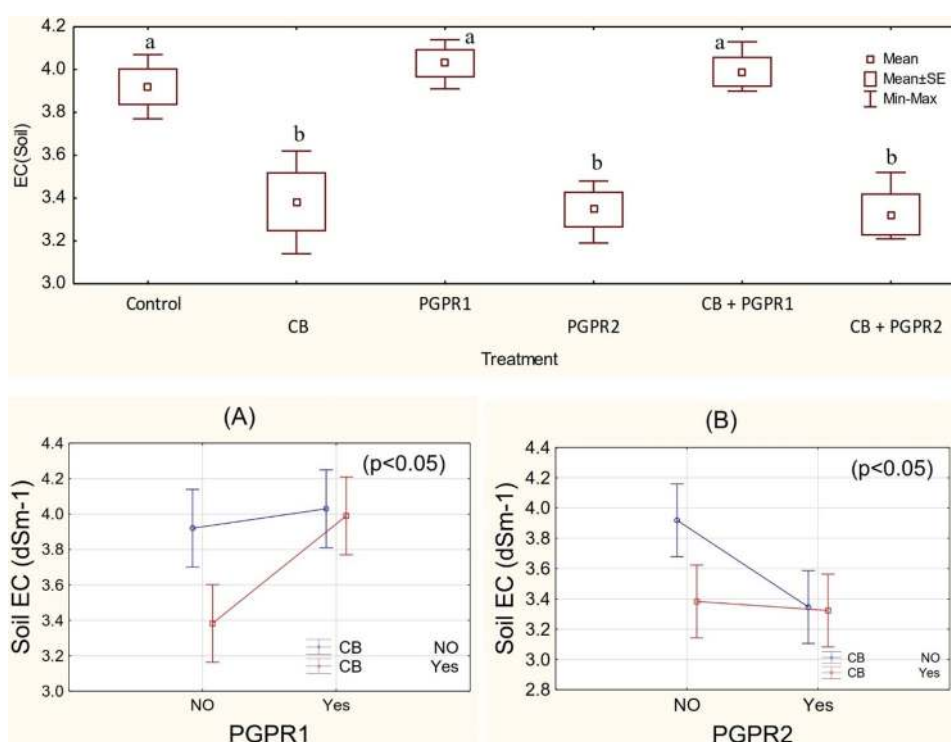 4.2
4.0
3.8
3.6
3.4
3.2
3.0
EC(Soil)
a
b
a
b
a
b
Mean
Mean±SE
Min-Max
Control
CB
PGPR1
PGPR2
CB + PGPR1
CB + PGPR2
Treatment
(A)
4.4
4.2
4.0
3.8
3.6
3.4
3.2
3.0
Soil EC (dSm-1)
(p<0.05)
CB NO
CB Yes
NO Yes
PGPR1
(B)
4.4
4.2
4.0
3.8
3.6
3.4
3.2
3.0
2.8
Soil EC (dSm-1)
(p<0.05)
CB NO
CB Yes
NO Yes
PGPR2